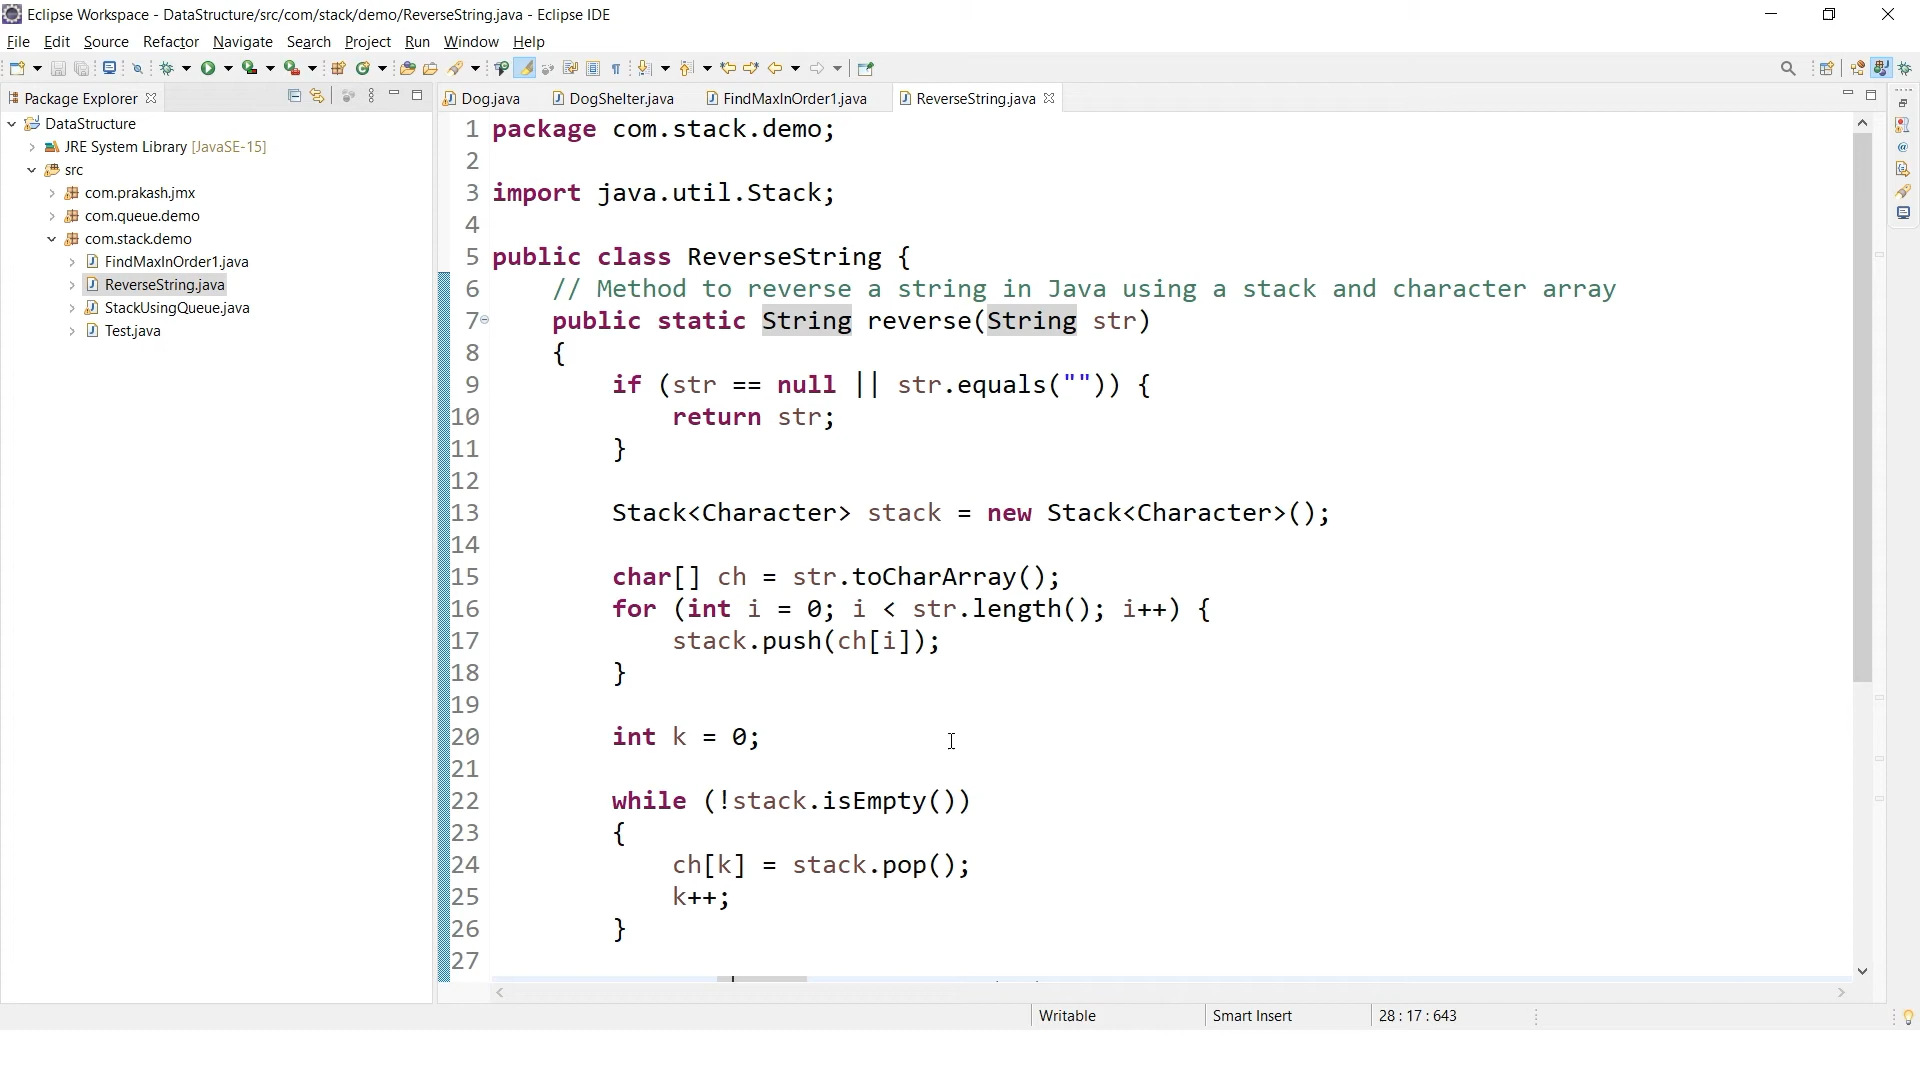 Eclipse Workspace - DataStructure/src/com/stack/demo/ReverseString.java - Eclipse IDE
File Edit Source Refactor Navigate Search Project Run Window Help
Package Explorer
DataStructure
JRE System Library [JavaSE-15]
src
com.prakash.jmx
com.queue.demo
com.stack.demo
FindMaxInOrder1.java
ReverseString.java
StackUsingQueue.java
Test.java
Dog.java DogShelter.java FindMaxInOrder1.java ReverseString.java
1 package com.stack.demo;
2
3 import java.util.Stack;
4
5 public class ReverseString {
6 // Method to reverse a string in Java using a stack and character array
7 public static String reverse(String str)
8 {
9 if (str == null || str.equals("")) {
10 return str;
11 }
12
13 Stack<Character> stack = new Stack<Character>();
14
15 char[] ch = str.toCharArray();
16 for (int i = 0; i < str.length(); i++) {
17 stack.push(ch[i]);
18 }
19
20 int k = 0;
21
22 while (!stack.isEmpty())
23 {
24 ch[k] = stack.pop();
25 k++;
26 }
27
Writable Smart Insert 28 : 17 : 643